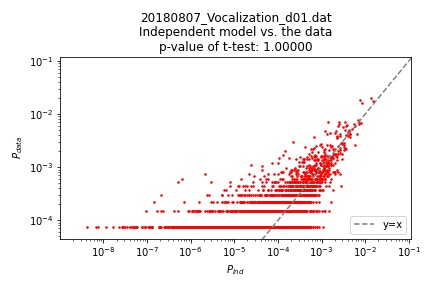 20180807_Vocalization_d01.dat
Independent model vs. the data
p-value of t-test: 1.00000
10⁻¹
10⁻²
10⁻³
10⁻⁴
P_data
y=x
10⁻⁸ 10⁻⁷ 10⁻⁶ 10⁻⁵ 10⁻⁴ 10⁻³ 10⁻² 10⁻¹
P_ind